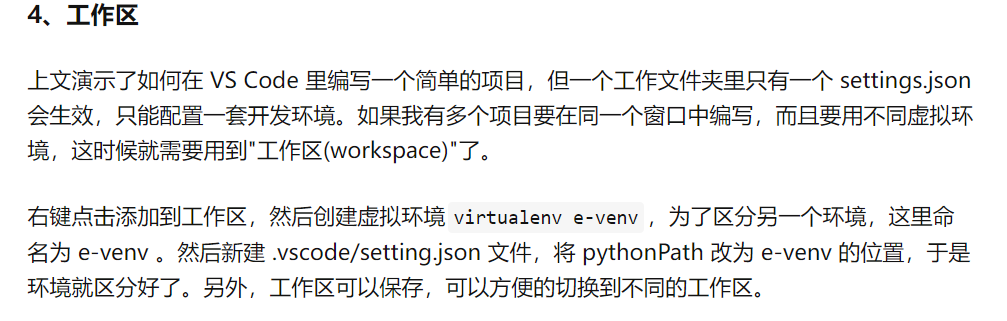 4、工作区
上文演示了如何在 VS Code 里编写一个简单的项目，但一个工作文件夹里只有一个 settings.json
会生效，只能配置一套开发环境。如果我有多个项目要在同一个窗口中编写，而且要用不同虚拟环
境，这时候就需要用到"工作区(workspace)"了。
右键点击添加到工作区，然后创建虚拟环境 virtualenv e-venv ，为了区分另一个环境，这里命
名为 e-venv 。然后新建 .vscode/setting.json 文件，将 pythonPath 改为 e-venv 的位置，于是
环境就区分好了。另外，工作区可以保存，可以方便的切换到不同的工作区。